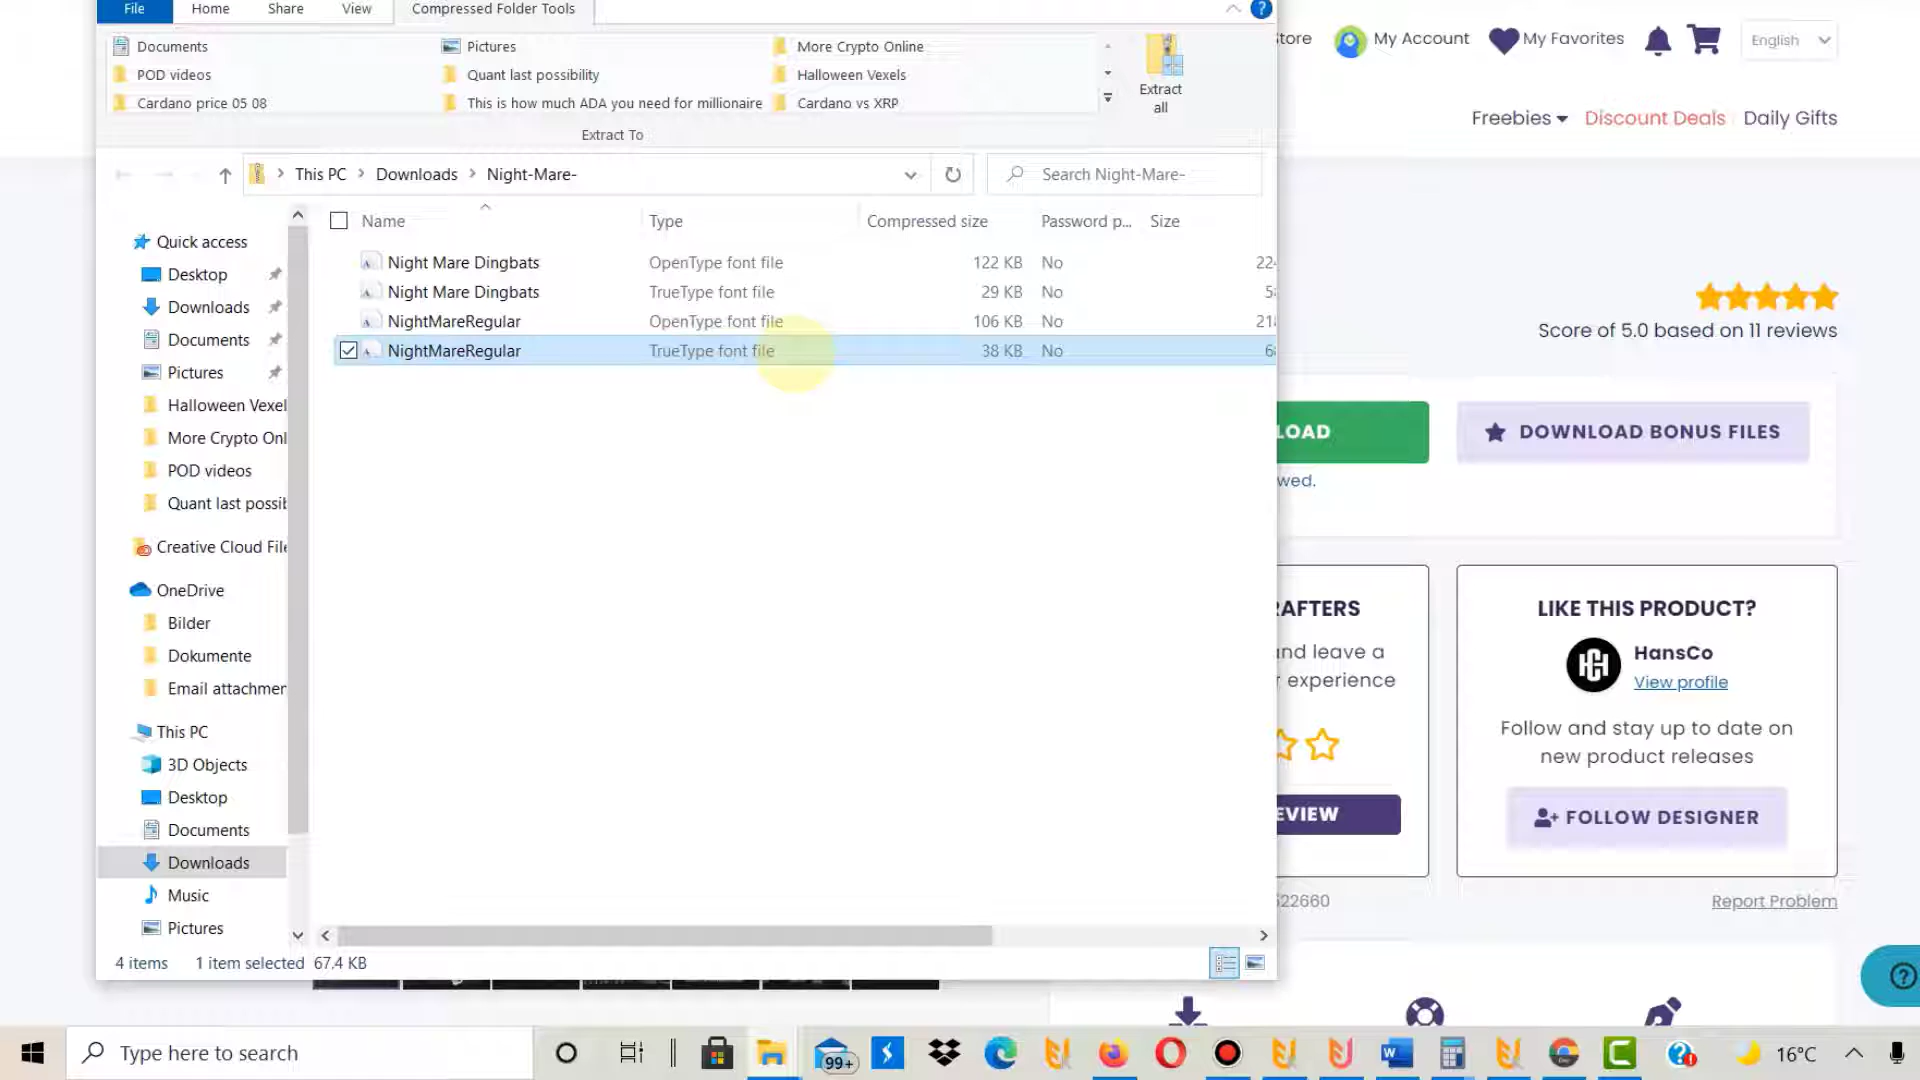 File Home Share View Compressed Folder Tools
Documents Pictures More Crypto Online
POD videos Quant last possibility Halloween Vexels
Cardano price 05 08 This is how much ADA you need for millionaire Cardano vs XRP
Extract all
Extract To
This PC Downloads Night-Mare-
Search Night-Mare-
Name Type Compressed size Password p... Size
Night Mare Dingbats OpenType font file 122 KB No
Night Mare Dingbats TrueType font file 29 KB No
NightMareRegular OpenType font file 106 KB No
NightMareRegular TrueType font file 38 KB No
Quick access
Desktop
Downloads
Documents
Pictures
Halloween Vexel
More Crypto Onl
POD videos
Quant last possib
Creative Cloud File
OneDrive
Bilder
Dokumente
Email attachmen
This PC
3D Objects
Desktop
Documents
Downloads
Music
Pictures
4 items 1 item selected 67.4 KB
My Account My Favorites English
Freebies Discount Deals Daily Gifts
Score of 5.0 based on 11 reviews
LOAD
DOWNLOAD BONUS FILES
wed.
RAFTERS
and leave a
experience
EVIEW
LIKE THIS PRODUCT?
HansCo
View profile
Follow and stay up to date on
new product releases
FOLLOW DESIGNER
522660
Report Problem
Type here to search
99+
16°C